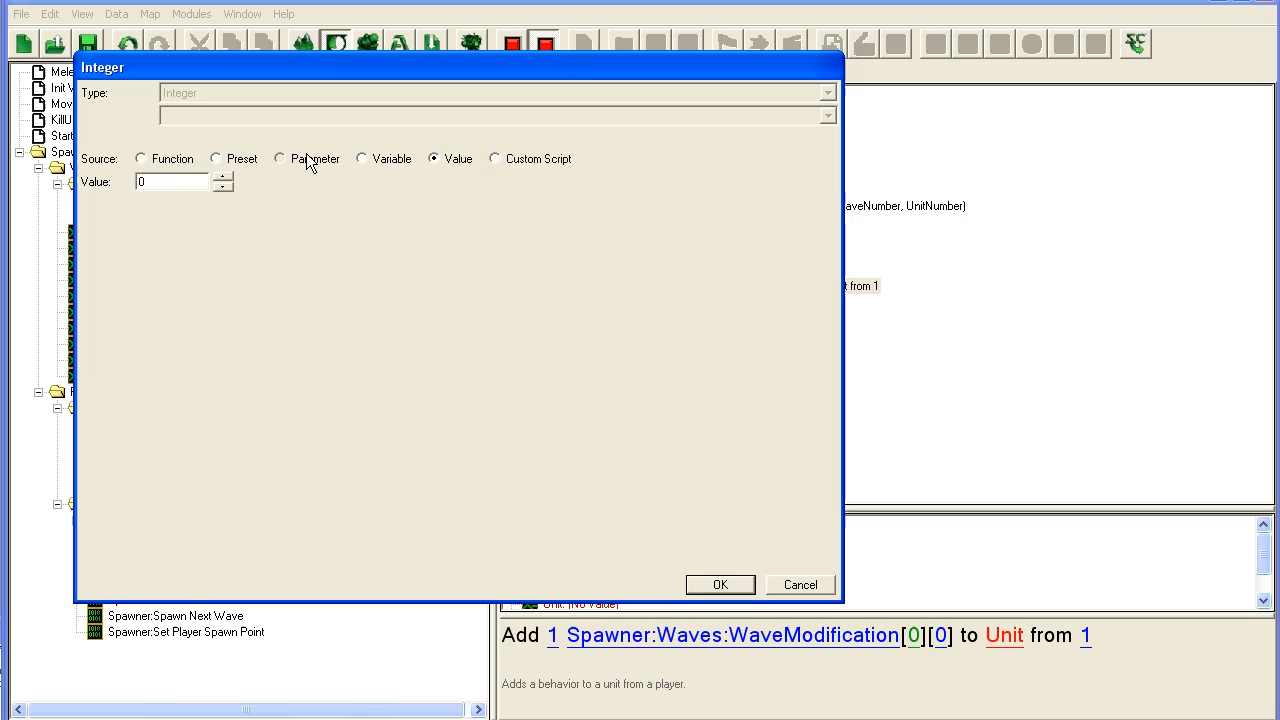 File Edit View Data Map Modules Window Help
Integer
Type: Integer
Source: Function Preset Parameter Variable Value Custom Script
Value: 0
OK Cancel
Mele
Init V
Mov
KillU
Start
Spa
aveNumber, UnitNumber)
t from 1
Spawner:Spawn Next Wave
Spawner:Set Player Spawn Point
Unit: (No Value)
Add 1 Spawner:Waves:WaveModification[0][0] to Unit from 1
Adds a behavior to a unit from a player.